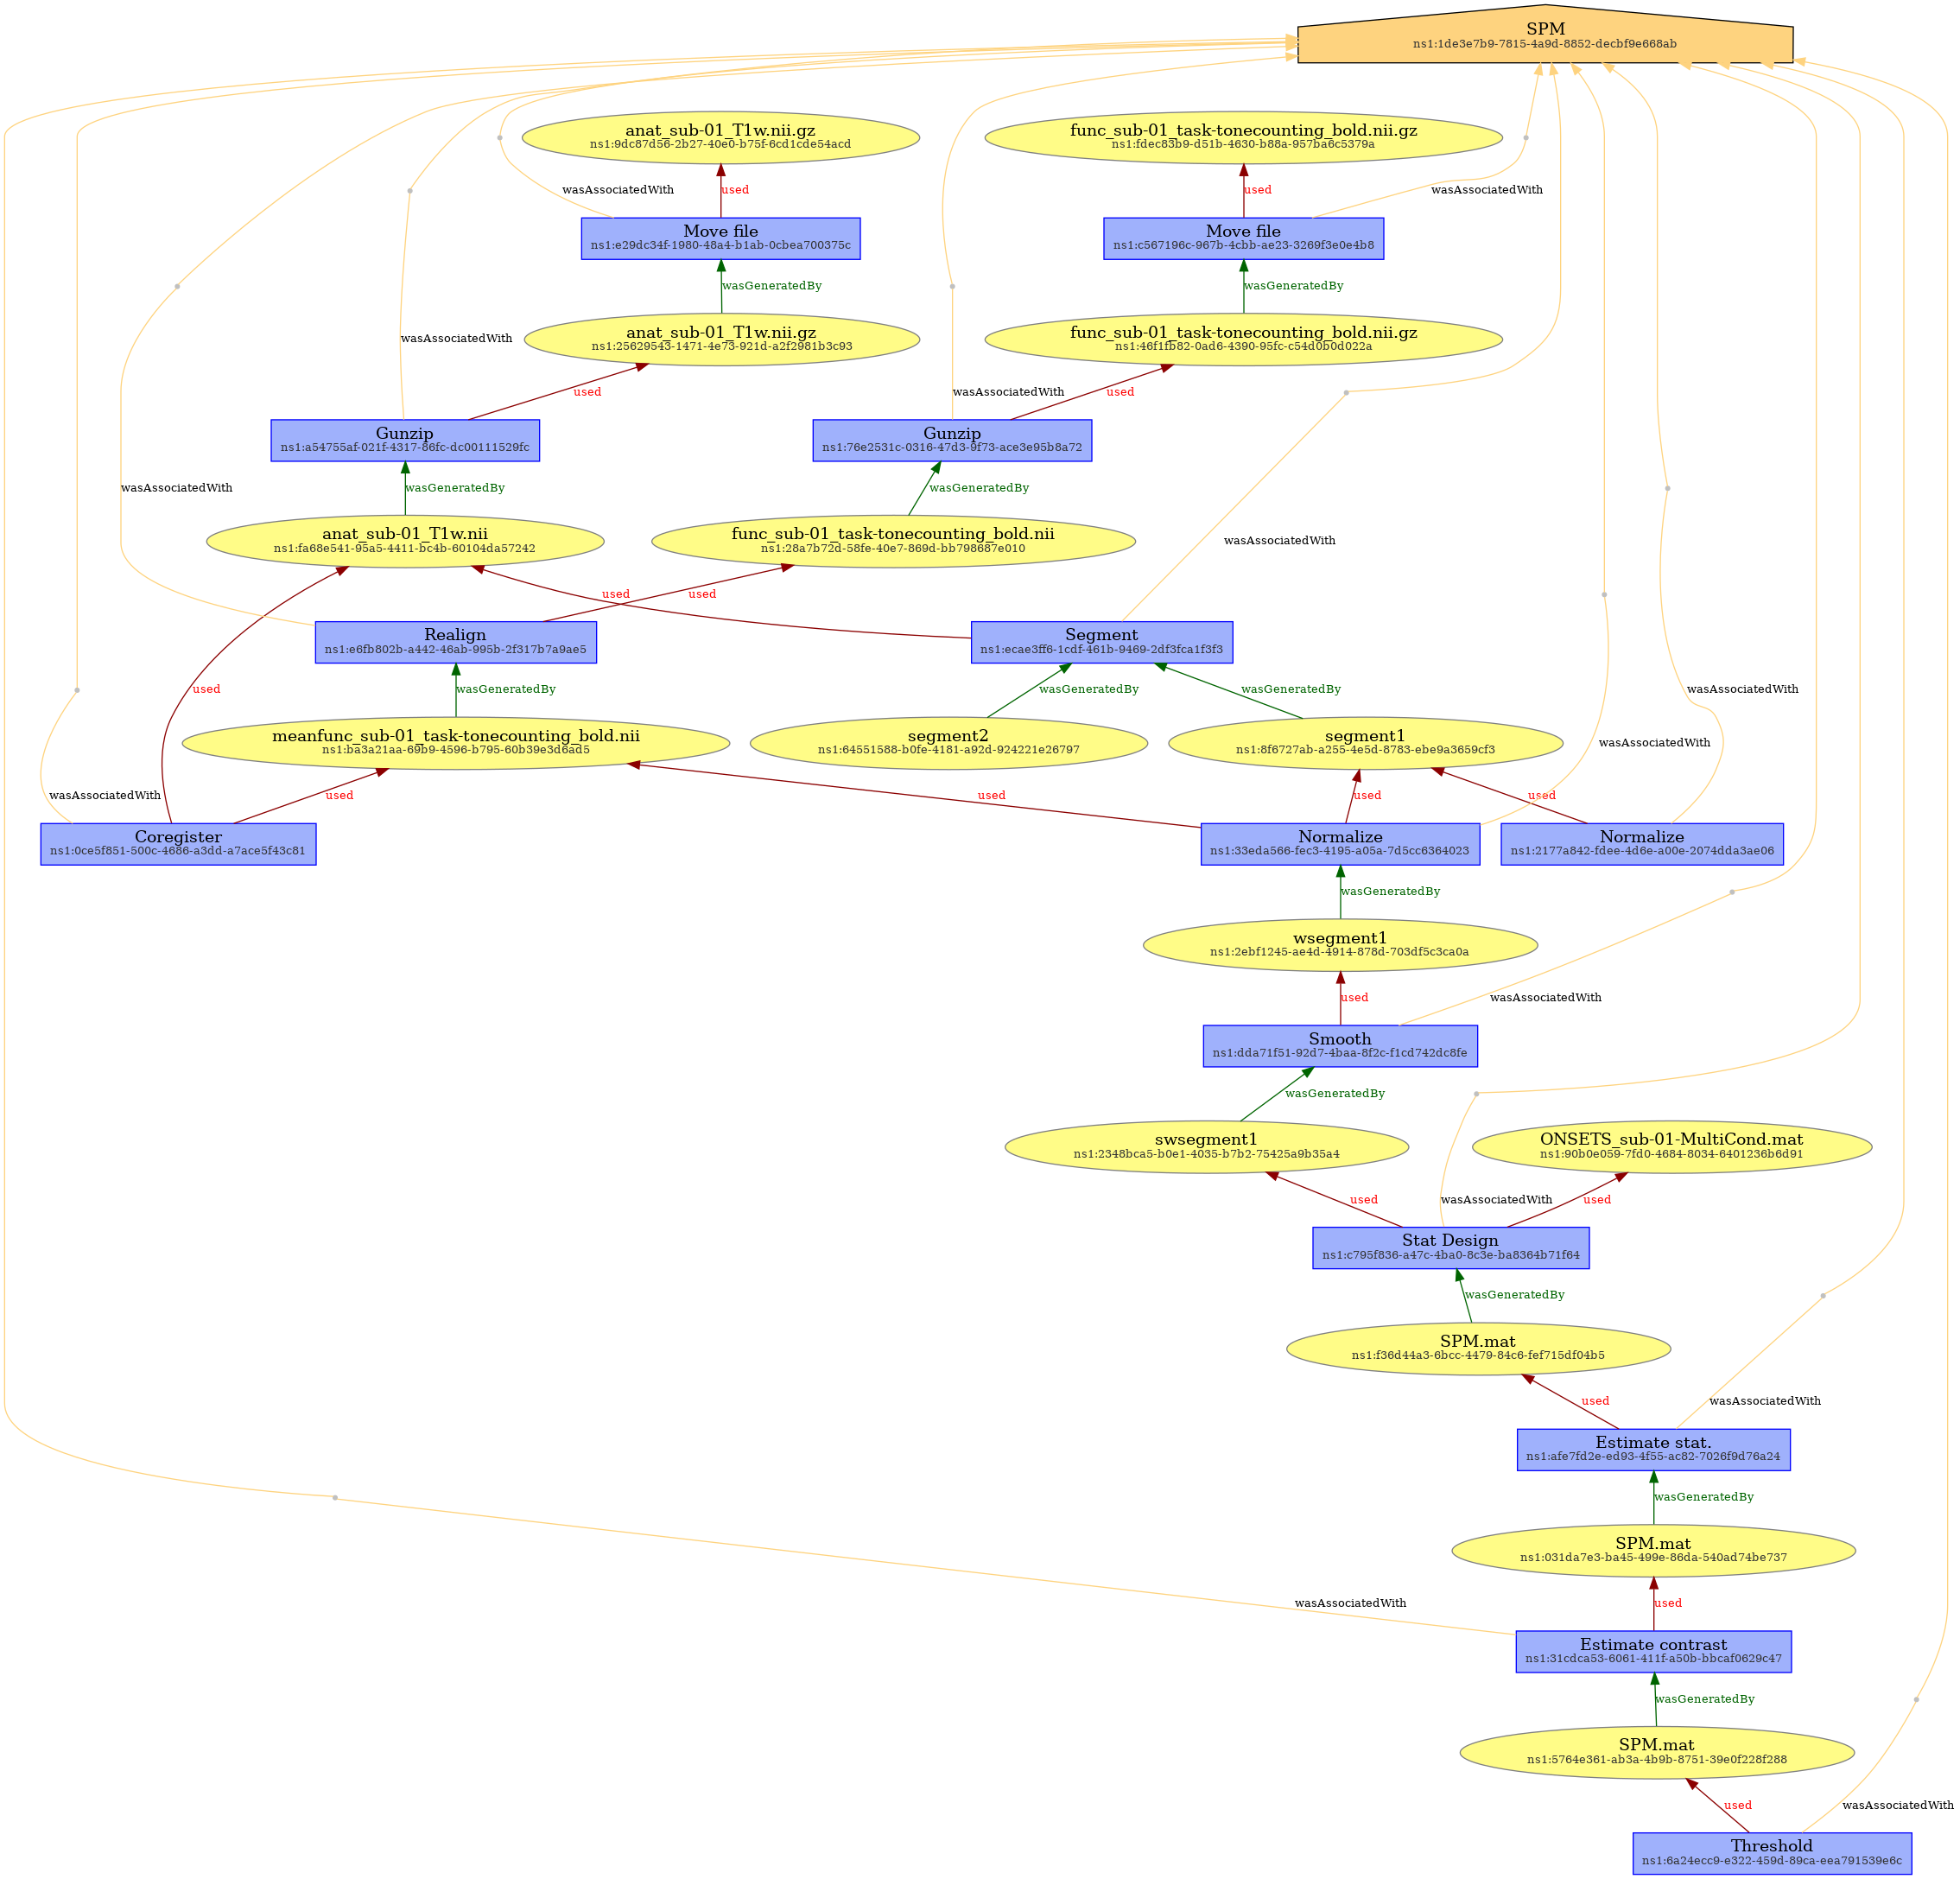 SPM
ns1:1de3e7b9-7815-4a9d-8852-decbf9e668ab
anat_sub-01_T1w.nii.gz
ns1:9dc87d56-2b27-40e0-b75f-6cd1cde54acd
func_sub-01_task-tonecounting_bold.nii.gz
ns1:fdec83b9-d51b-4630-b88a-957ba6c5379a
wasAssociatedWith
used
used
wasAssociatedWith
Move file
ns1:e29dc34f-1980-48a4-b1ab-0cbea700375c
Move file
ns1:c567196c-967b-4cbb-ae23-3269f3e0e4b8
wasGeneratedBy
wasGeneratedBy
wasAssociatedWith
anat_sub-01_T1w.nii.gz
ns1:25629543-1471-4e73-921d-a2f2981b3c93
func_sub-01_task-tonecounting_bold.nii.gz
ns1:46f1fb82-0ad6-4390-95fc-c54d0b0d022a
used
wasAssociatedWith
used
Gunzip
ns1:a54755af-021f-4317-86fc-dc00111529fc
Gunzip
ns1:76e2531c-0316-47d3-9f73-ace3e95b8a72
wasAssociatedWith
wasGeneratedBy
wasGeneratedBy
anat_sub-01_T1w.nii
ns1:fa68e541-95a5-4411-bc4b-60104da57242
func_sub-01_task-tonecounting_bold.nii
ns1:28a7b72d-58fe-40e7-869d-bb798687e010
wasAssociatedWith
used
used
Realign
ns1:e6fb802b-a442-46ab-995b-2f317b7a9ae5
Segment
ns1:ecae3ff6-1cdf-461b-9469-2df3fca1f3f3
used
wasGeneratedBy
wasGeneratedBy
wasGeneratedBy
wasAssociatedWith
meanfunc_sub-01_task-tonecounting_bold.nii
ns1:ba3a21aa-69b9-4596-b795-60b39e3d6ad5
segment2
ns1:64551588-b0fe-4181-a92d-924221e26797
segment1
ns1:8f6727ab-a255-4e5d-8783-ebe9a3659cf3
wasAssociatedWith
wasAssociatedWith
used
used
used
used
Coregister
ns1:0ce5f851-500c-4686-a3dd-a7ace5f43c81
Normalize
ns1:33eda566-fec3-4195-a05a-7d5cc6364023
Normalize
ns1:2177a842-fdee-4d6e-a00e-2074dda3ae06
wasGeneratedBy
wsegment1
ns1:2ebf1245-ae4d-4914-878d-703df5c3ca0a
used
wasAssociatedWith
Smooth
ns1:dda71f51-92d7-4baa-8f2c-f1cd742dc8fe
wasGeneratedBy
swsegment1
ns1:2348bca5-b0e1-4035-b7b2-75425a9b35a4
ONSETS_sub-01-MultiCond.mat
ns1:90b0e059-7fd0-4684-8034-6401236b6d91
used
wasAssociatedWith
used
Stat Design
ns1:c795f836-a47c-4ba0-8c3e-ba8364b71f64
wasGeneratedBy
SPM.mat
ns1:f36d44a3-6bcc-4479-84c6-fef715df04b5
used
wasAssociatedWith
Estimate stat.
ns1:afe7fd2e-ed93-4f55-ac82-7026f9d76a24
wasGeneratedBy
SPM.mat
ns1:031da7e3-ba45-499e-86da-540ad74be737
wasAssociatedWith
used
Estimate contrast
ns1:31cdca53-6061-411f-a50b-bbcaf0629c47
wasGeneratedBy
SPM.mat
ns1:5764e361-ab3a-4b9b-8751-39e0f228f288
used
wasAssociatedWith
Threshold
ns1:6a24ecc9-e322-459d-89ca-eea791539e6c